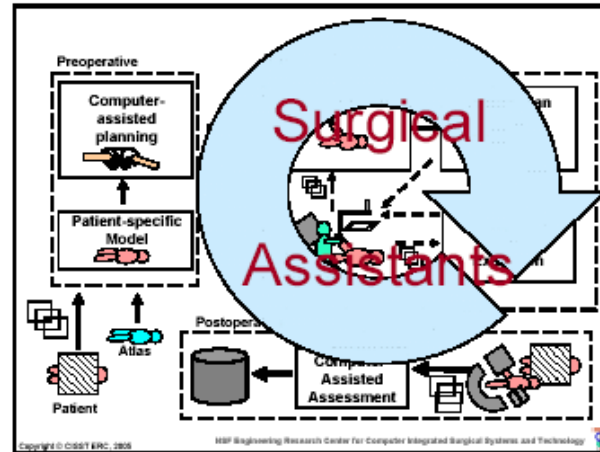 Preoperative
Computer-
assisted
planning
Surgical
Patient-specific
Model
Assistants
Atlas
Patient
Assisted
Assessment
Copyright © CISST ERC, 2005
NSF Engineering Research Center for Computer Integrated Surgical Systems and Technology